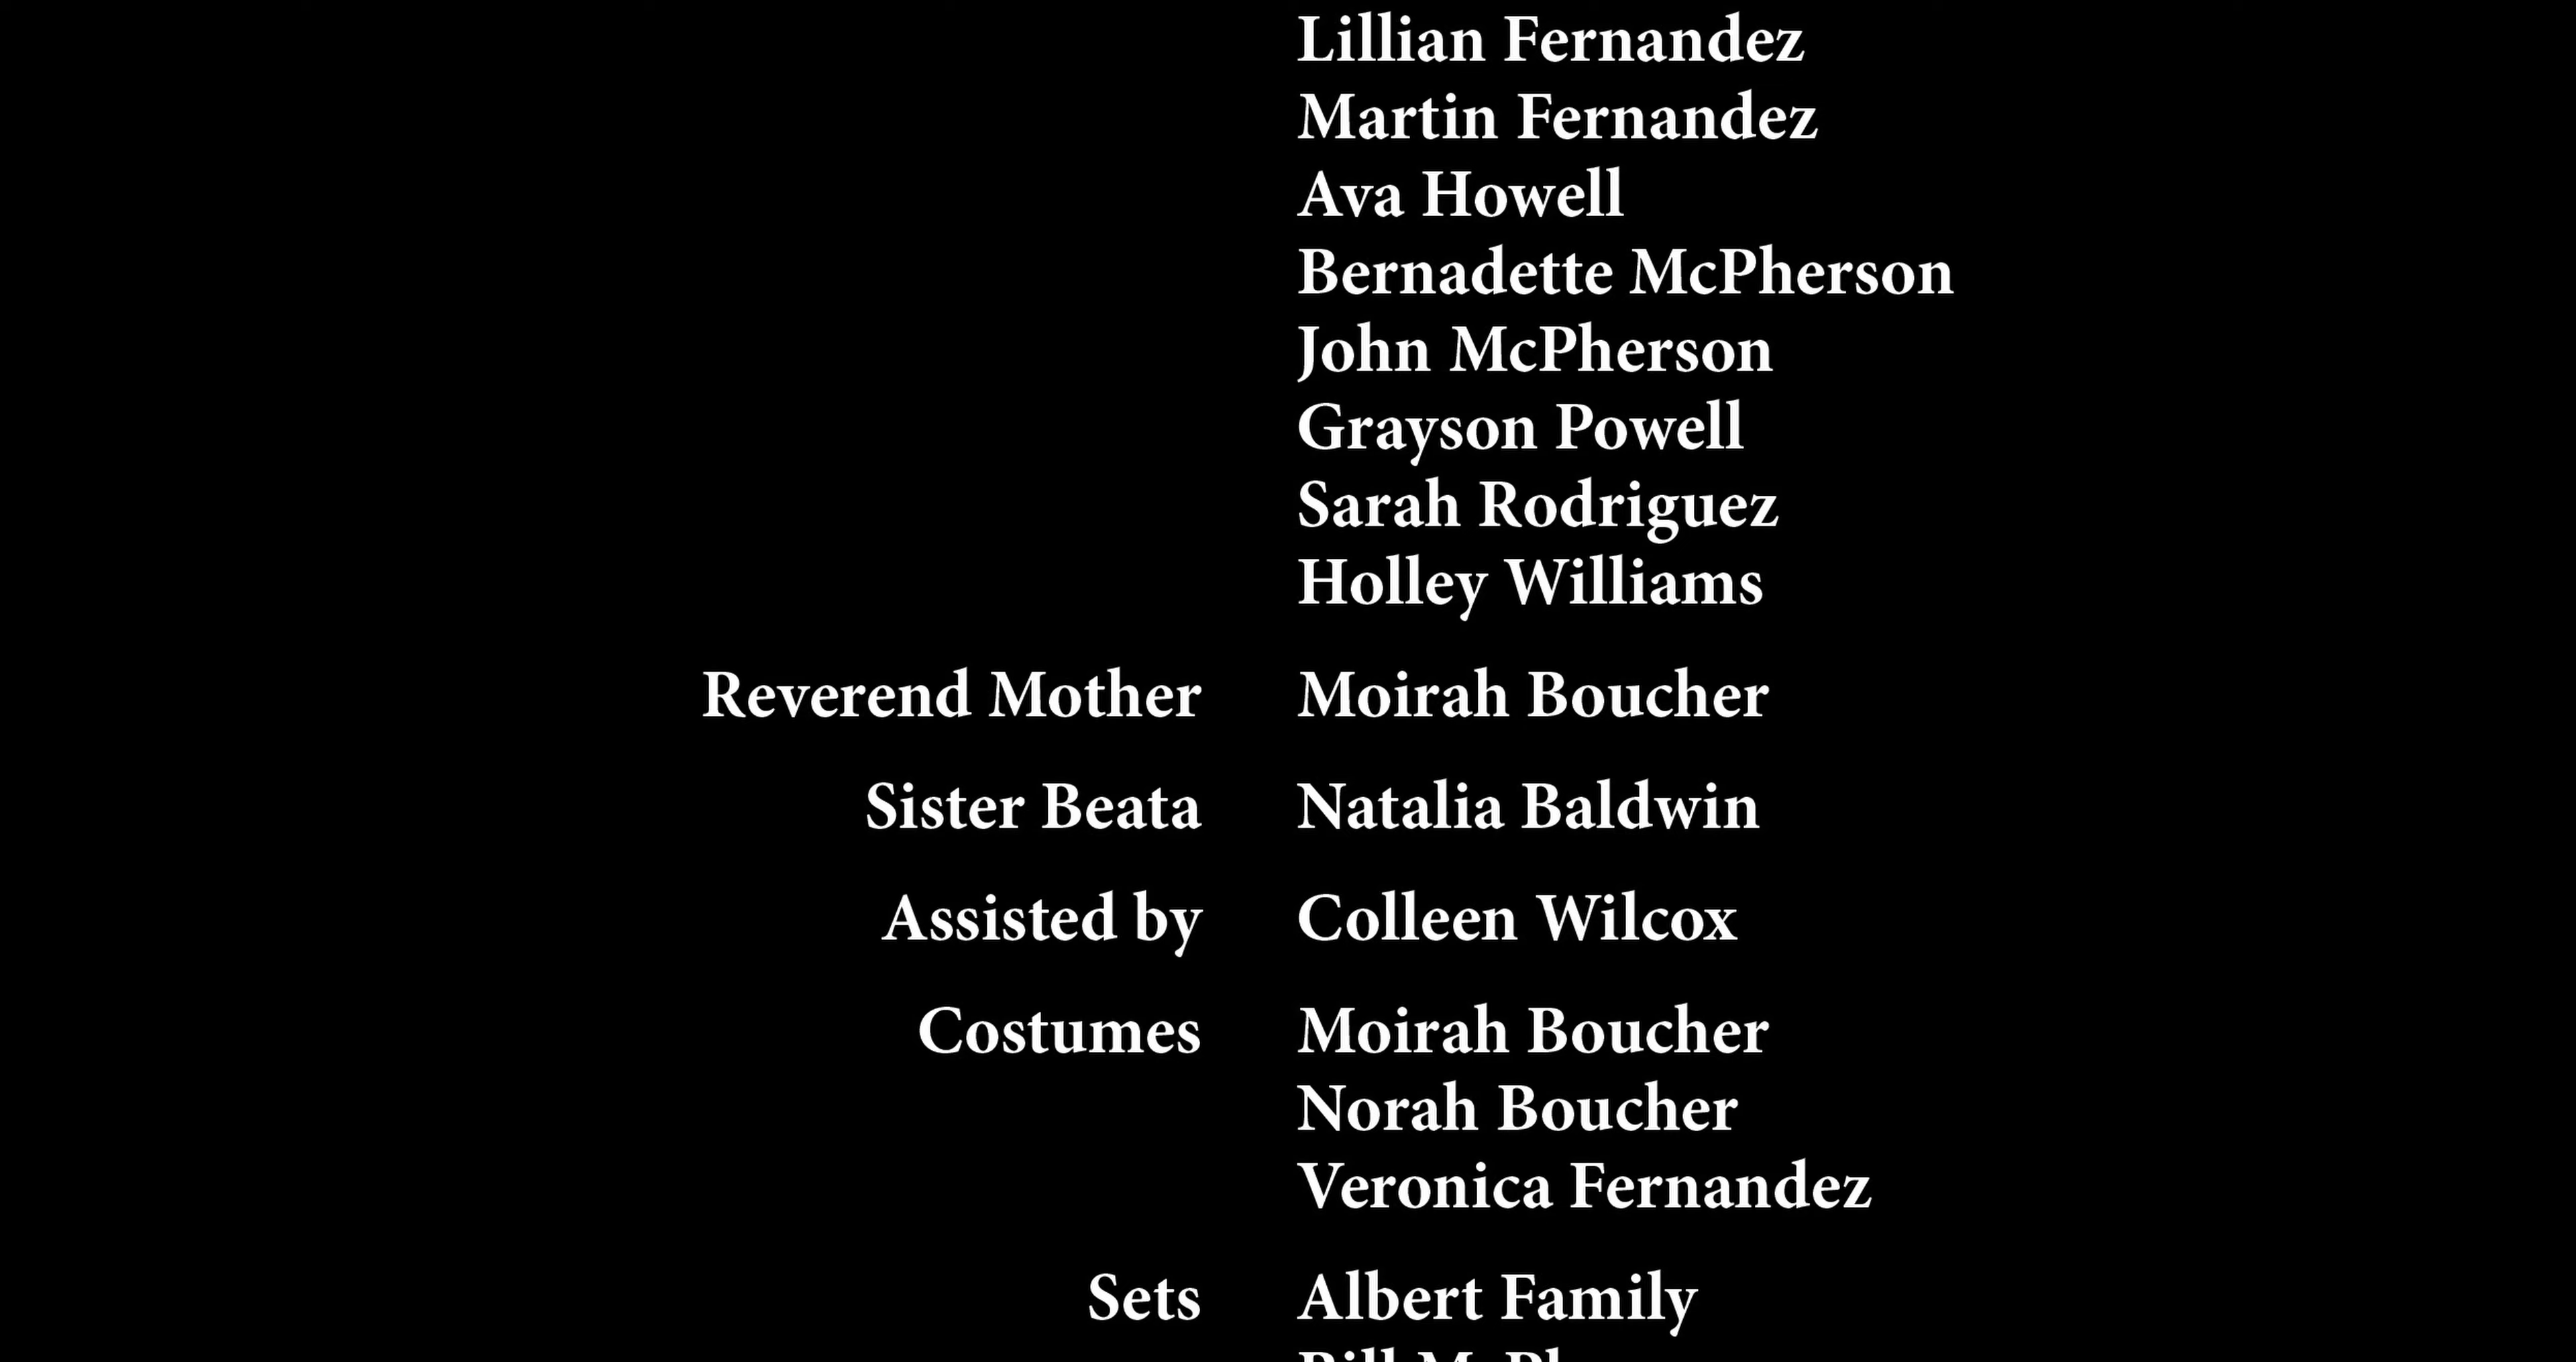 Lillian Fernandez
Martin Fernandez
Ava Howell
Bernadette McPherson
John McPherson
Grayson Powell
Sarah Rodriguez
Holley Williams
Reverend Mother Moirah Boucher
Sister Beata Natalia Baldwin
Assisted by Colleen Wilcox
Costumes Moirah Boucher
Norah Boucher
Veronica Fernandez
Sets Albert Family